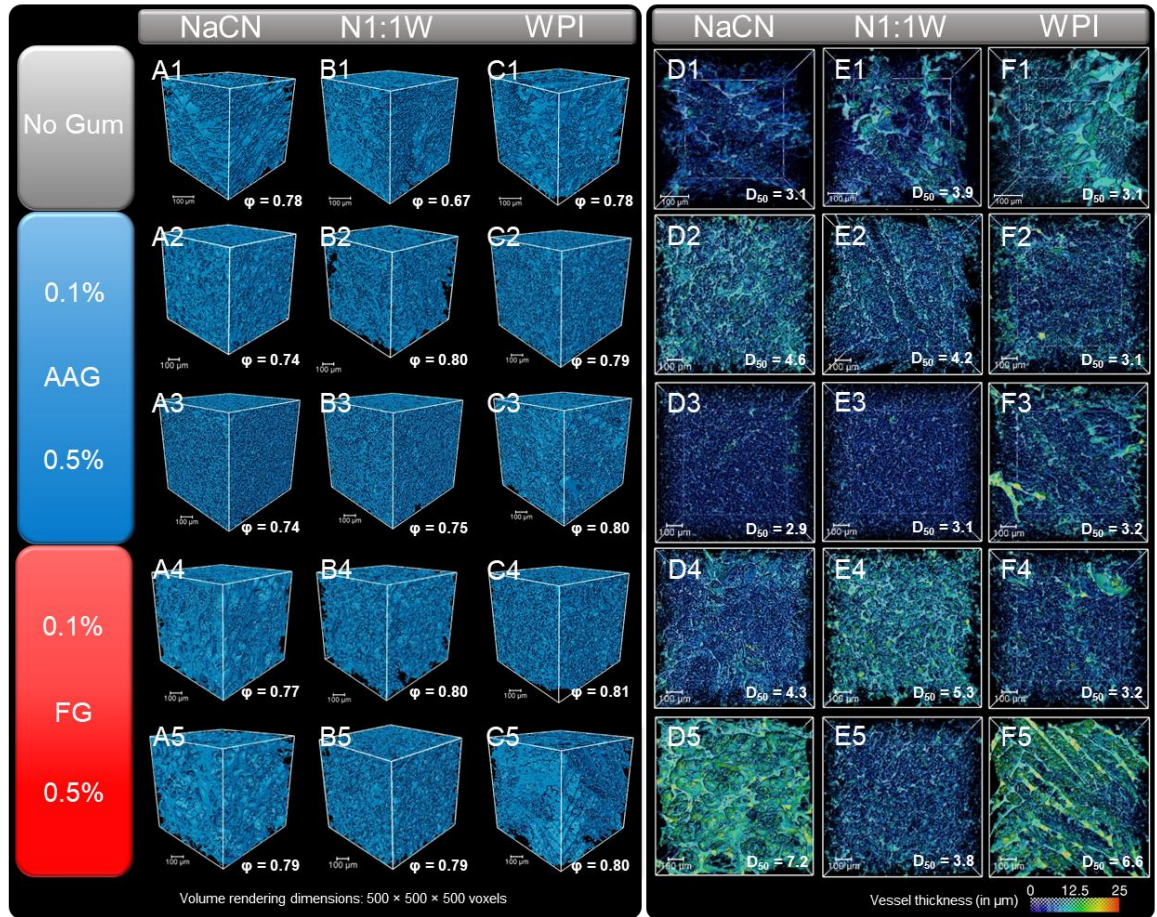 NaCN N1:1W WPI NaCN N1:1W WPI
No Gum
A1 B1 C1 D1 E1 F1
100 µm 100 µm 100 µm 100 µm 100 µm 100 µm
φ = 0.78 φ = 0.67 φ = 0.78 D₅₀ = 3.1 D₅₀ = 3.9 D₅₀ = 3.1
0.1%
A2 B2 C2 D2 E2 F2
100 µm 100 µm 100 µm 100 µm 100 µm 100 µm
φ = 0.74 φ = 0.80 φ = 0.79 D₅₀ = 4.6 D₅₀ = 4.2 D₅₀ = 3.1
AAG
0.5%
A3 B3 C3 D3 E3 F3
100 µm 100 µm 100 µm 100 µm 100 µm 100 µm
φ = 0.74 φ = 0.75 φ = 0.80 D₅₀ = 2.9 D₅₀ = 3.1 D₅₀ = 3.2
0.1%
A4 B4 C4 D4 E4 F4
100 µm 100 µm 100 µm 100 µm 100 µm 100 µm
φ = 0.77 φ = 0.80 φ = 0.81 D₅₀ = 4.3 D₅₀ = 5.3 D₅₀ = 3.2
FG
0.5%
A5 B5 C5 D5 E5 F5
100 µm 100 µm 100 µm 100 µm 100 µm 100 µm
φ = 0.79 φ = 0.79 φ = 0.80 D₅₀ = 7.2 D₅₀ = 3.8 D₅₀ = 6.6
Volume rendering dimensions: 500 × 500 × 500 voxels
Vessel thickness (in µm) 0 12.5 25